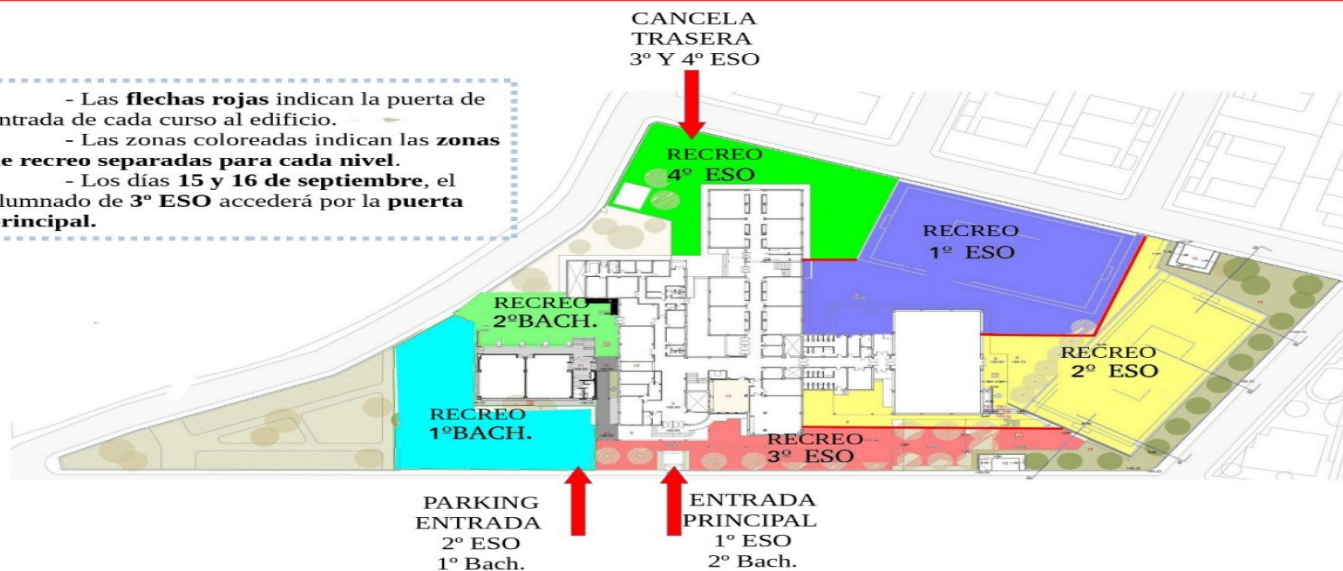 CANCELA
TRASERA
3º Y 4º ESO
- Las flechas rojas indican la puerta de
ntrada de cada curso al edificio.
- Las zonas coloreadas indican las zonas
e recreo separadas para cada nivel.
- Los días 15 y 16 de septiembre, el
lumnado de 3º ESO accederá por la puerta
rincipal.
RECREO
4º ESO
RECREO
1º ESO
RECREO
2ºBACH.
RECREO
2º ESO
RECREO
1ºBACH.
RECREO
3º ESO
PARKING
ENTRADA
2º ESO
1º Bach.
ENTRADA
PRINCIPAL
1º ESO
2º Bach.